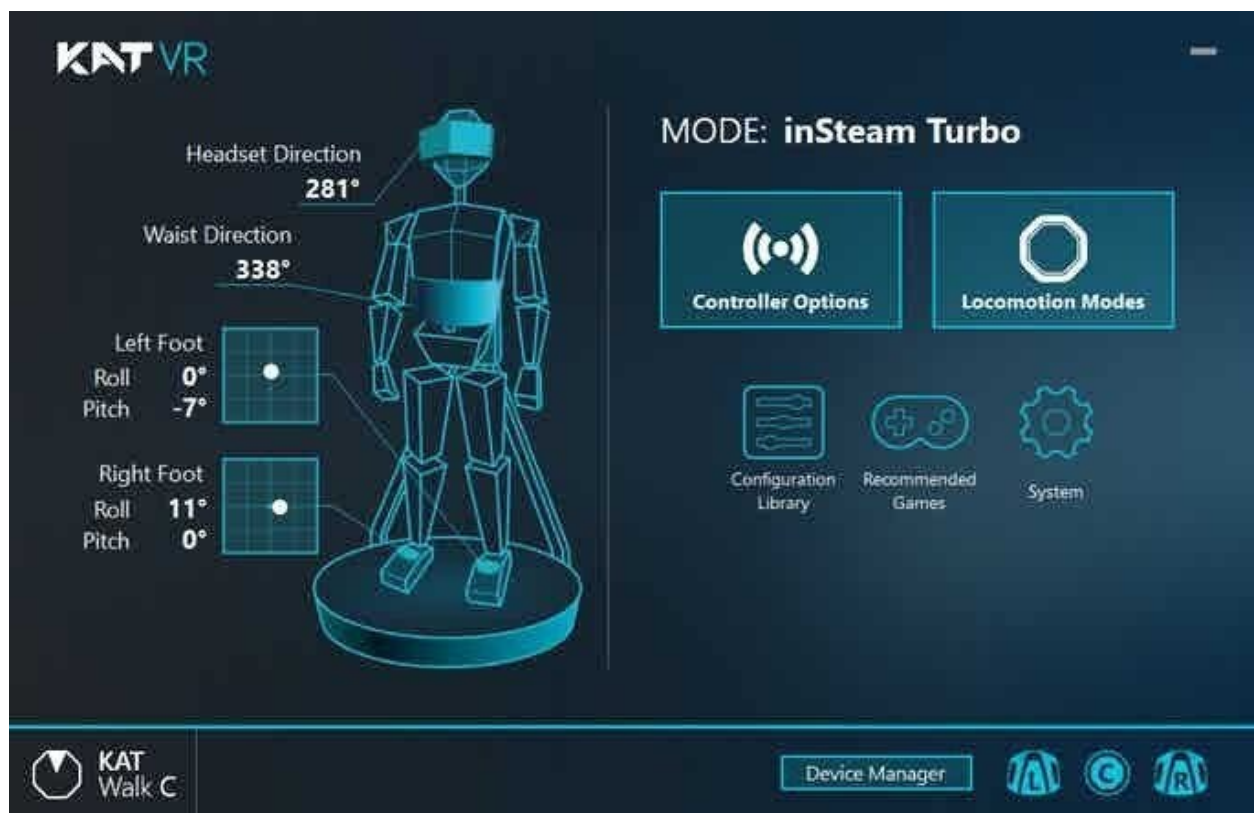 KAT VR
Headset Direction
281°
Waist Direction
338°
Left Foot
Roll 0°
Pitch -7°
Right Foot
Roll 11°
Pitch 0°
MODE: inSteam Turbo
Controller Options
Locomotion Modes
Configuration
Library
Recommended
Games
System
KAT
Walk C
Device Manager
L
C
R